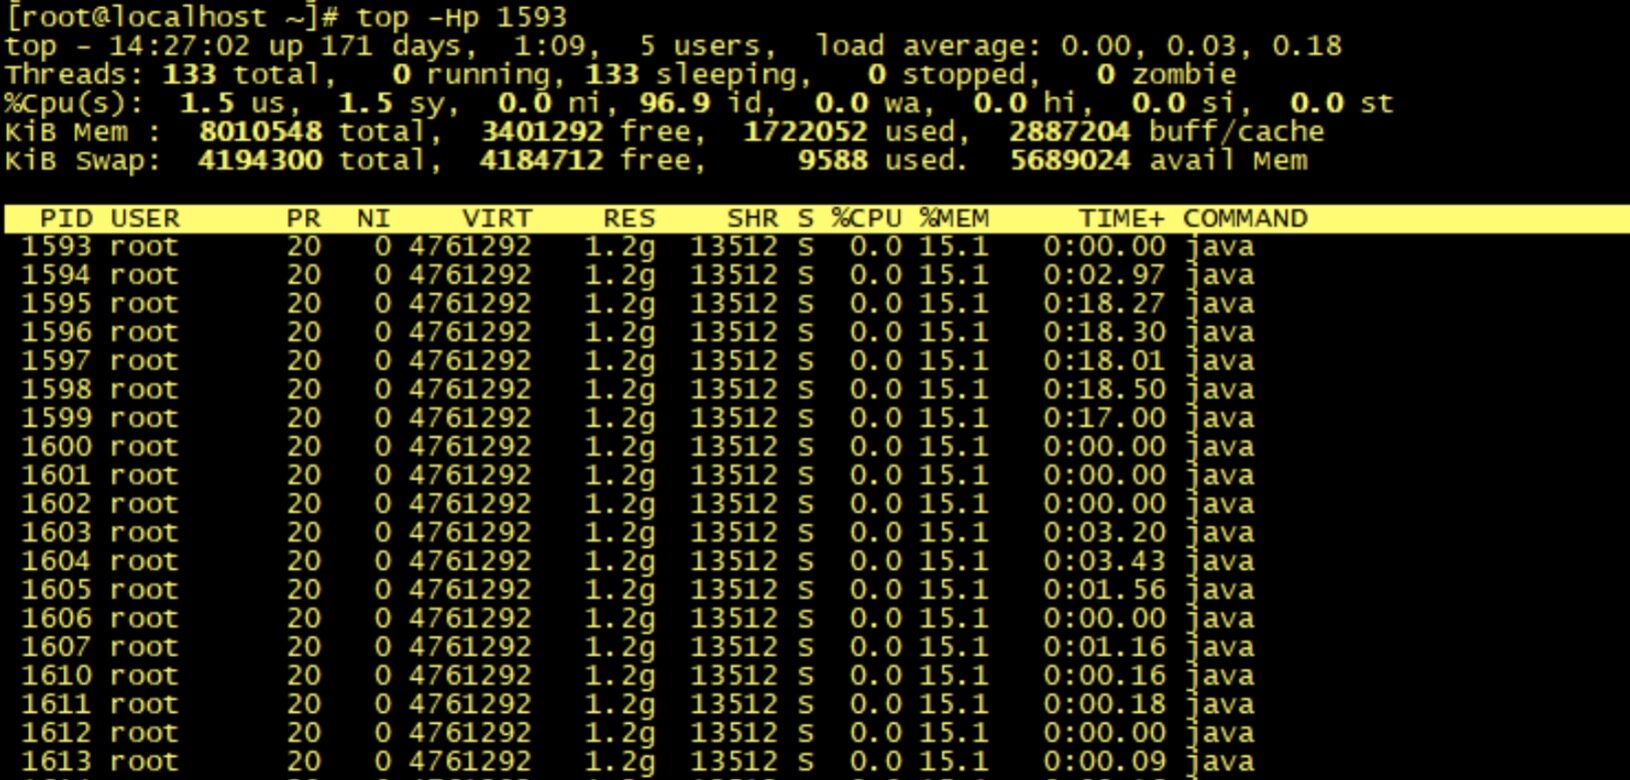 [root@localhost ~]# top -Hp 1593
top - 14:27:02 up 171 days,  1:09,  5 users,  load average: 0.00, 0.03, 0.18
Threads: 133 total,   0 running, 133 sleeping,   0 stopped,   0 zombie
%Cpu(s):  1.5 us,  1.5 sy,  0.0 ni, 96.9 id,  0.0 wa,  0.0 hi,  0.0 si,  0.0 st
KiB Mem :  8010548 total,  3401292 free,  1722052 used,  2887204 buff/cache
KiB Swap:  4194300 total,  4184712 free,     9588 used.  5689024 avail Mem
PID USER      PR  NI    VIRT    RES    SHR S %CPU %MEM     TIME+ COMMAND
1593 root      20   0 4761292   1.2g  13512 S  0.0 15.1   0:00.00 java
1594 root      20   0 4761292   1.2g  13512 S  0.0 15.1   0:02.97 java
1595 root      20   0 4761292   1.2g  13512 S  0.0 15.1   0:18.27 java
1596 root      20   0 4761292   1.2g  13512 S  0.0 15.1   0:18.30 java
1597 root      20   0 4761292   1.2g  13512 S  0.0 15.1   0:18.01 java
1598 root      20   0 4761292   1.2g  13512 S  0.0 15.1   0:18.50 java
1599 root      20   0 4761292   1.2g  13512 S  0.0 15.1   0:17.00 java
1600 root      20   0 4761292   1.2g  13512 S  0.0 15.1   0:00.00 java
1601 root      20   0 4761292   1.2g  13512 S  0.0 15.1   0:00.00 java
1602 root      20   0 4761292   1.2g  13512 S  0.0 15.1   0:00.00 java
1603 root      20   0 4761292   1.2g  13512 S  0.0 15.1   0:03.20 java
1604 root      20   0 4761292   1.2g  13512 S  0.0 15.1   0:03.43 java
1605 root      20   0 4761292   1.2g  13512 S  0.0 15.1   0:01.56 java
1606 root      20   0 4761292   1.2g  13512 S  0.0 15.1   0:00.00 java
1607 root      20   0 4761292   1.2g  13512 S  0.0 15.1   0:01.16 java
1610 root      20   0 4761292   1.2g  13512 S  0.0 15.1   0:00.16 java
1611 root      20   0 4761292   1.2g  13512 S  0.0 15.1   0:00.18 java
1612 root      20   0 4761292   1.2g  13512 S  0.0 15.1   0:00.00 java
1613 root      20   0 4761292   1.2g  13512 S  0.0 15.1   0:00.09 java